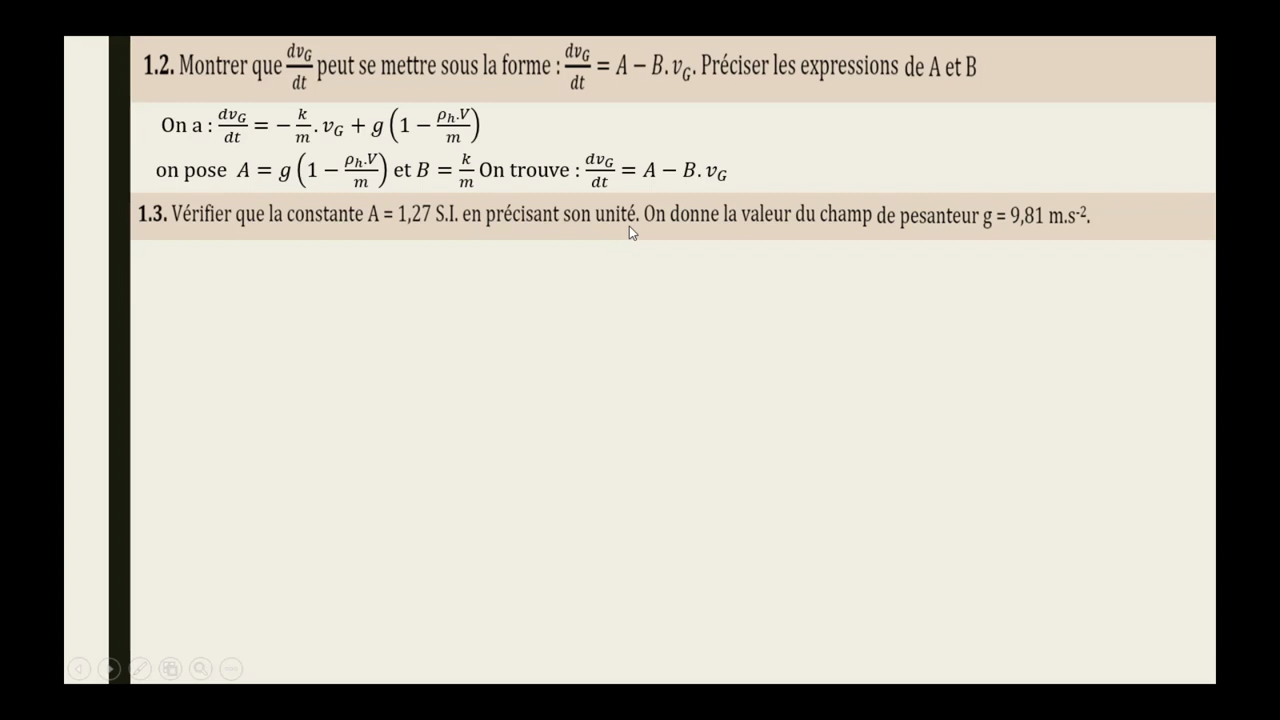 1.2. Montrer que dv_G/dt peut se mettre sous la forme : dv_G/dt = A − B. v_G. Préciser les expressions de A et B
On a : dv_G/dt = − k/m . v_G + g (1 − ρ_h.V/m)
on pose A = g (1 − ρ_h.V/m) et B = k/m On trouve : dv_G/dt = A − B. v_G
1.3. Vérifier que la constante A = 1,27 S.I. en précisant son unité. On donne la valeur du champ de pesanteur g = 9,81 m.s⁻².